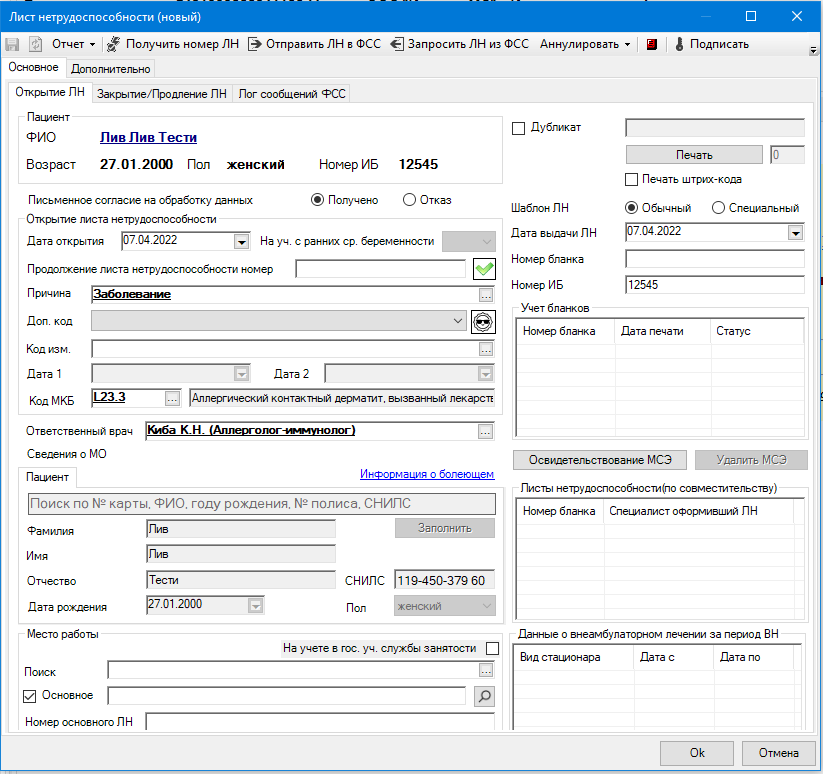 Лист нетрудоспособности (новый)
Отчет Получить номер ЛН Отправить ЛН в ФСС Запросить ЛН из ФСС Аннулировать Подписать
Основное Дополнительно
Открытие ЛН Закрытие/Продление ЛН Лог сообщений ФСС
Пациент
ФИО Лив Лив Тести
Возраст 27.01.2000 Пол женский Номер ИБ 12545
Письменное согласие на обработку данных Получено Отказ
Открытие листа нетрудоспособности
Дата открытия 07.04.2022 На уч. с ранних ср. беременности
Продолжение листа нетрудоспособности номер
Причина Заболевание ...
Доп. код
Код изм. ...
Дата 1 Дата 2
Код МКБ L23.3 ... Аллергический контактный дерматит, вызванный лекарств
Ответственный врач Киба К.Н. (Аллерголог-иммунолог) ...
Сведения о МО
Пациент Информация о болеющем
Поиск по № карты, ФИО, году рождения, № полиса, СНИЛС
Фамилия Лив Заполнить
Имя Лив
Отчество Тести СНИЛС 119-450-379 60
Дата рождения 27.01.2000 Пол женский
Место работы
На учете в гос. уч. службы занятости
Поиск ...
Основное
Номер основного ЛН
Дубликат
Печать 0
Печать штрих-кода
Шаблон ЛН Обычный Специальный
Дата выдачи ЛН 07.04.2022
Номер бланка
Номер ИБ 12545
Учет бланков
Номер бланка Дата печати Статус
Освидетельствование МСЭ Удалить МСЭ
Листы нетрудоспособности(по совместительству)
Номер бланка Специалист оформивший ЛН
Данные о внеамбулаторном лечении за период ВН
Вид стационара Дата с Дата по
Ok Отмена